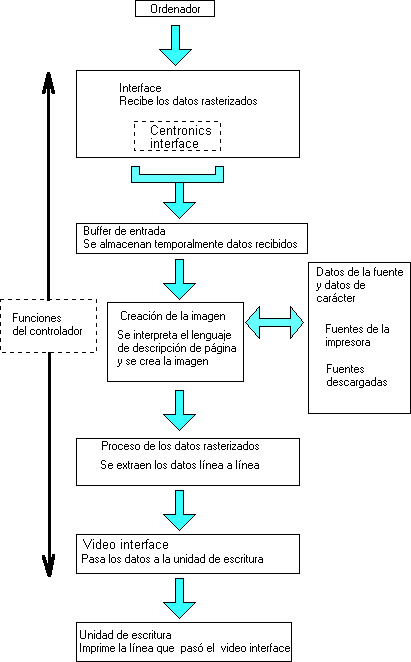 Ordenador
Interface
Recibe los datos rasterizados
Centronics
interface
Buffer de entrada
Se almacenan temporalmente datos recibidos
Datos de la fuente
y datos de
carácter
Fuentes de la
impresora
Fuentes
descargadas
Funciones
del controlador
Creación de la imagen
Se interpreta el lenguaje
de descripción de página
y se crea la imagen
Proceso de los datos rasterizados
Se extraen los datos línea a línea
Video interface
Pasa los datos a la unidad de escritura
Unidad de escritura
Imprime la línea que pasó el video interface